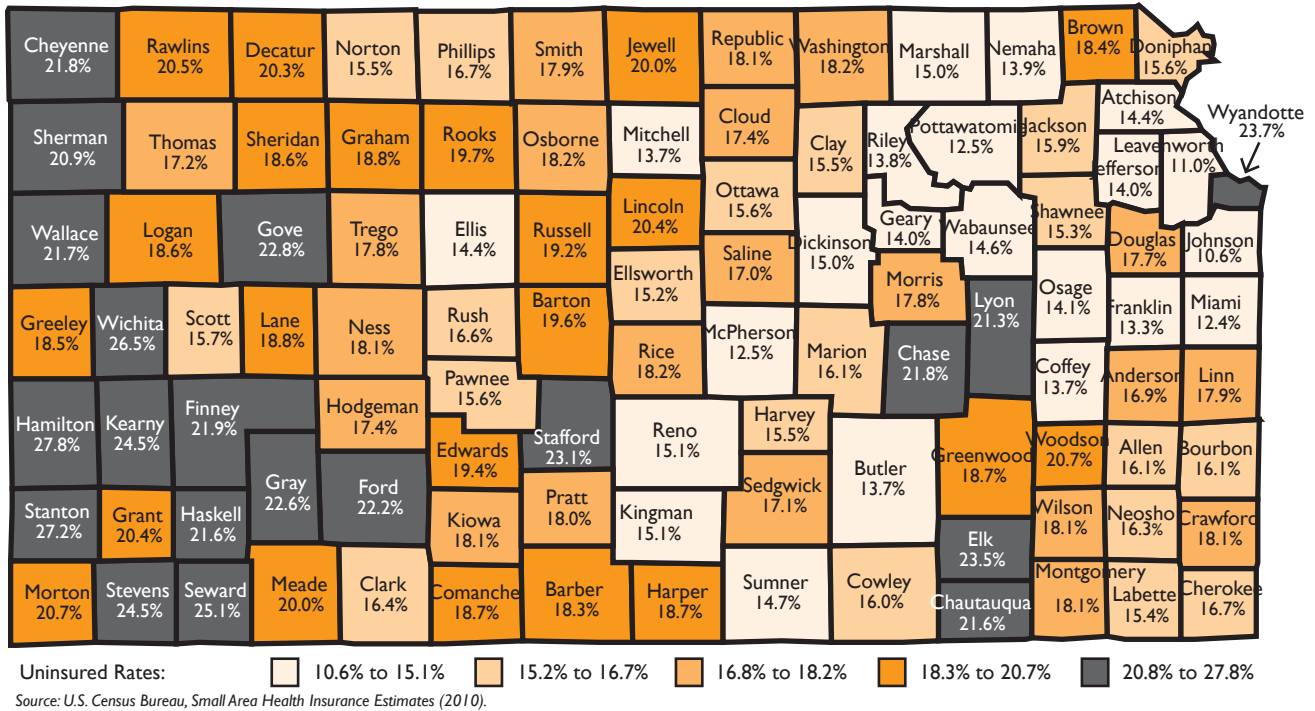 Cheyenne
21.8%
Rawlins
20.5%
Decatur
20.3%
Norton
15.5%
Phillips
16.7%
Smith
17.9%
Jewell
20.0%
Republic
18.1%
Washington
18.2%
Marshall
15.0%
Nemaha
13.9%
Brown
18.4%
Doniphan
15.6%
Atchison
14.4%
Wyandotte
23.7%
Sherman
20.9%
Thomas
17.2%
Sheridan
18.6%
Graham
18.8%
Rooks
19.7%
Osborne
18.2%
Mitchell
13.7%
Cloud
17.4%
Clay
15.5%
Riley
13.8%
Pottawatomie
12.5%
Jackson
15.9%
Jefferson
14.0%
Leavenworth
11.0%
Wallace
21.7%
Logan
18.6%
Gove
22.8%
Trego
17.8%
Ellis
14.4%
Russell
19.2%
Lincoln
20.4%
Ottawa
15.6%
Saline
17.0%
Dickinson
15.0%
Geary
14.0%
Wabaunsee
14.6%
Shawnee
15.3%
Douglas
17.7%
Johnson
10.6%
Ellsworth
15.2%
Morris
17.8%
Lyon
21.3%
Osage
14.1%
Franklin
13.3%
Miami
12.4%
Greeley
18.5%
Wichita
26.5%
Scott
15.7%
Lane
18.8%
Ness
18.1%
Rush
16.6%
Barton
19.6%
Rice
18.2%
McPherson
12.5%
Marion
16.1%
Chase
21.8%
Coffey
13.7%
Anderson
16.9%
Linn
17.9%
Hamilton
27.8%
Kearny
24.5%
Finney
21.9%
Hodgeman
17.4%
Pawnee
15.6%
Edwards
19.4%
Stafford
23.1%
Reno
15.1%
Harvey
15.5%
Butler
13.7%
Greenwood
18.7%
Woodson
20.7%
Allen
16.1%
Bourbon
16.1%
Gray
22.6%
Ford
22.2%
Stanton
27.2%
Grant
20.4%
Haskell
21.6%
Kiowa
18.1%
Pratt
18.0%
Kingman
15.1%
Sedgwick
17.1%
Elk
23.5%
Wilson
18.1%
Neosho
16.3%
Crawford
18.1%
Morton
20.7%
Stevens
24.5%
Seward
25.1%
Meade
20.0%
Clark
16.4%
Comanche
18.7%
Barber
18.3%
Harper
18.7%
Sumner
14.7%
Cowley
16.0%
Chautauqua
21.6%
Montgomery
18.1%
Labette
15.4%
Cherokee
16.7%
Uninsured Rates: 10.6% to 15.1% 15.2% to 16.7% 16.8% to 18.2% 18.3% to 20.7% 20.8% to 27.8%
Source: U.S. Census Bureau, Small Area Health Insurance Estimates (2010).